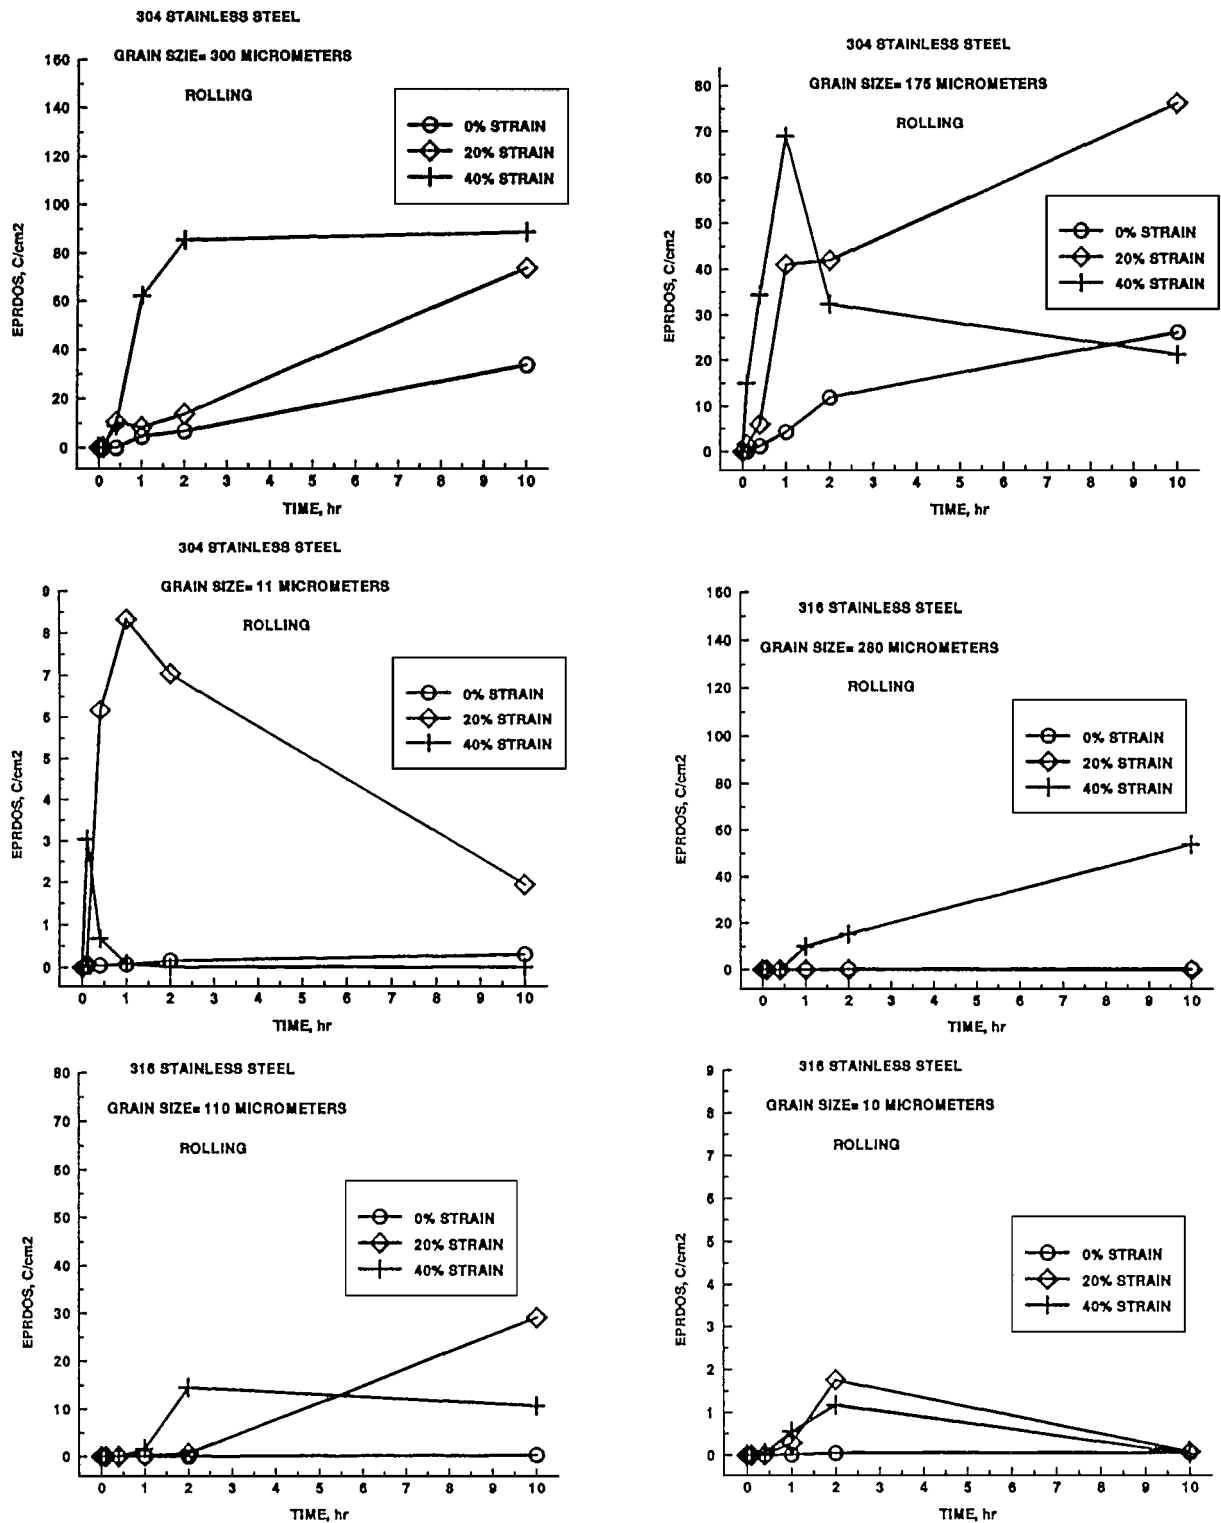 304 STAINLESS STEEL
GRAIN SZIE= 300 MICROMETERS
ROLLING
160
140
120
100
80
60
40
20
0
EPRDOS, C/cm2
0% STRAIN
20% STRAIN
40% STRAIN
0 1 2 3 4 5 6 7 8 9 10
TIME, hr
304 STAINLESS STEEL
GRAIN SIZE= 175 MICROMETERS
ROLLING
80
70
60
50
40
30
20
10
0
EPRDOS, C/cm2
0% STRAIN
20% STRAIN
40% STRAIN
0 1 2 3 4 5 6 7 8 9 10
TIME, hr
304 STAINLESS STEEL
GRAIN SIZE= 11 MICROMETERS
ROLLING
9
8
7
6
5
4
3
2
1
0
EPRDOS, C/cm2
0% STRAIN
20% STRAIN
40% STRAIN
0 1 2 3 4 5 6 7 8 9 10
TIME, hr
316 STAINLESS STEEL
GRAIN SIZE= 280 MICROMETERS
ROLLING
160
140
120
100
80
60
40
20
0
EPRDOS, C/cm2
0% STRAIN
20% STRAIN
40% STRAIN
0 1 2 3 4 5 6 7 8 9 10
TIME, hr
316 STAINLESS STEEL
GRAIN SIZE= 110 MICROMETERS
ROLLING
80
70
60
50
40
30
20
10
0
EPRDOS, C/cm2
0% STRAIN
20% STRAIN
40% STRAIN
0 1 2 3 4 5 6 7 8 9 10
TIME, hr
316 STAINLESS STEEL
GRAIN SIZE= 10 MICROMETERS
ROLLING
9
8
7
6
5
4
3
2
1
0
EPRDOS, C/cm2
0% STRAIN
20% STRAIN
40% STRAIN
0 1 2 3 4 5 6 7 8 9 10
TIME, hr